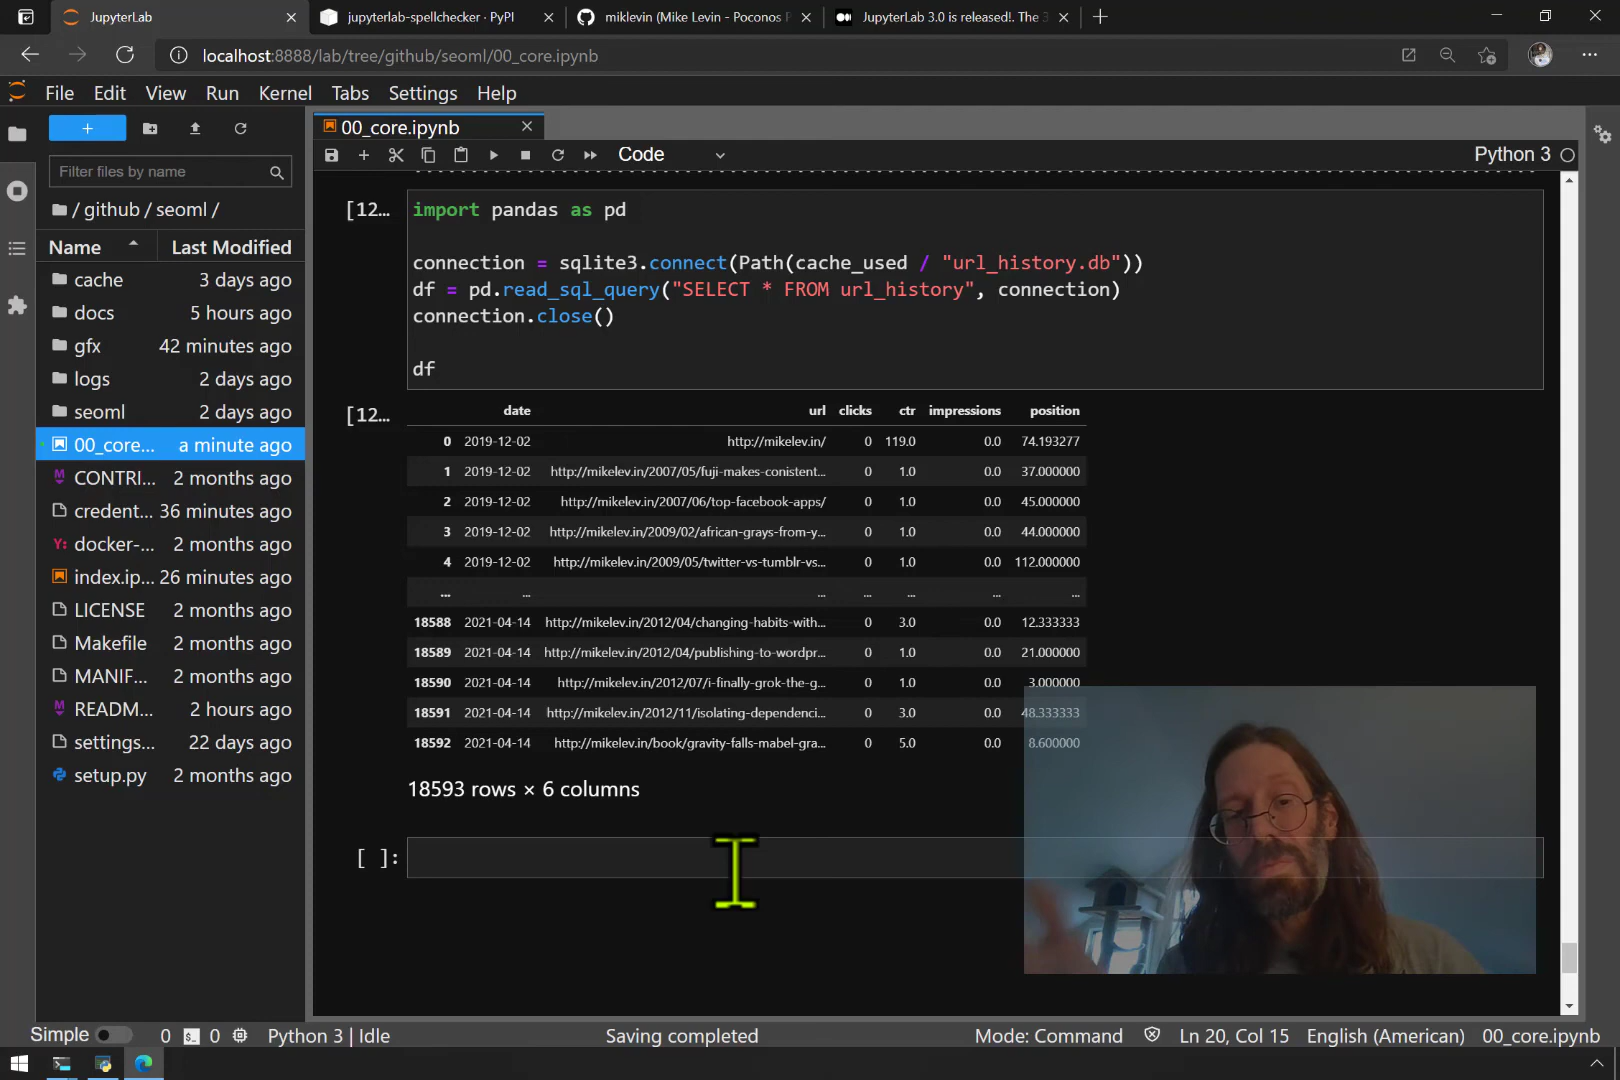 JupyterLab
jupyterlab-spellchecker · PyPI
miklevin (Mike Levin - Poconos P
JupyterLab 3.0 is released!. The 3
localhost:8888/lab/tree/github/seoml/00_core.ipynb
File Edit View Run Kernel Tabs Settings Help
00_core.ipynb
Code
Python 3
Filter files by name
/ github / seoml /
Name Last Modified
cache 3 days ago
docs 5 hours ago
gfx 42 minutes ago
logs 2 days ago
seoml 2 days ago
00_core... a minute ago
CONTRI... 2 months ago
credent... 36 minutes ago
docker-... 2 months ago
index.ip... 26 minutes ago
LICENSE 2 months ago
Makefile 2 months ago
MANIF... 2 months ago
READM... 2 hours ago
settings... 22 days ago
setup.py 2 months ago
[12...
import pandas as pd
connection = sqlite3.connect(Path(cache_used / "url_history.db"))
df = pd.read_sql_query("SELECT * FROM url_history", connection)
connection.close()
df
[12...
date url clicks ctr impressions position
0 2019-12-02 http://mikelev.in/ 0 119.0 0.0 74.193277
1 2019-12-02 http://mikelev.in/2007/05/fuji-makes-conistent... 0 1.0 0.0 37.000000
2 2019-12-02 http://mikelev.in/2007/06/top-facebook-apps/ 0 1.0 0.0 45.000000
3 2019-12-02 http://mikelev.in/2009/02/african-grays-from-y... 0 1.0 0.0 44.000000
4 2019-12-02 http://mikelev.in/2009/05/twitter-vs-tumblr-vs... 0 1.0 0.0 112.000000
... ... ... ... ... ... ...
18588 2021-04-14 http://mikelev.in/2012/04/changing-habits-with... 0 3.0 0.0 12.333333
18589 2021-04-14 http://mikelev.in/2012/04/publishing-to-wordpr... 0 1.0 0.0 21.000000
18590 2021-04-14 http://mikelev.in/2012/07/i-finally-grok-the-g... 0 1.0 0.0 3.000000
18591 2021-04-14 http://mikelev.in/2012/11/isolating-dependenci... 0 3.0 0.0 48.333333
18592 2021-04-14 http://mikelev.in/book/gravity-falls-mabel-gra... 0 5.0 0.0 8.600000
18593 rows × 6 columns
[ ]:
Simple 0 0 Python 3 | Idle Saving completed Mode: Command Ln 20, Col 15 English (American) 00_core.ipynb